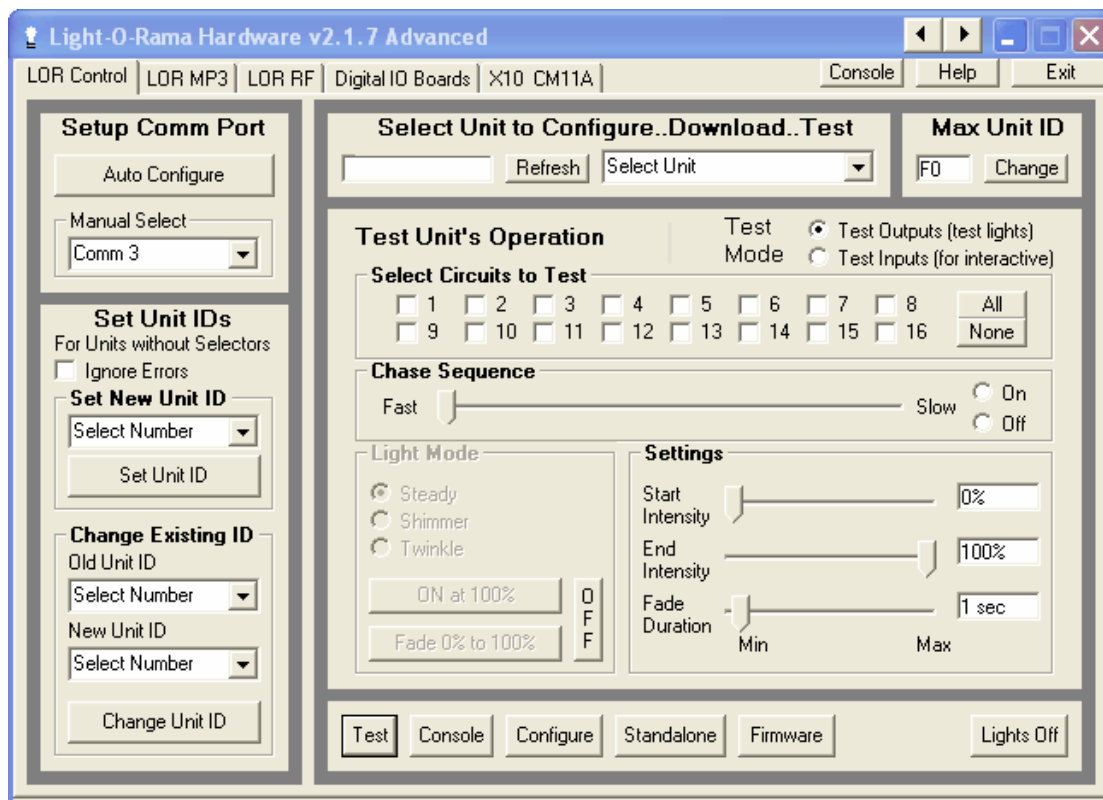 Light-O-Rama Hardware v2.1.7 Advanced
LOR Control LOR MP3 LOR RF Digital IO Boards X10 CM11A Console Help Exit
Setup Comm Port
Auto Configure
Manual Select
Comm 3
Set Unit IDs
For Units without Selectors
Ignore Errors
Set New Unit ID
Select Number
Set Unit ID
Change Existing ID
Old Unit ID
Select Number
New Unit ID
Select Number
Change Unit ID
Select Unit to Configure..Download..Test
Refresh Select Unit
Max Unit ID
F0 Change
Test Unit's Operation
Test Mode
Test Outputs (test lights)
Test Inputs (for interactive)
Select Circuits to Test
1 2 3 4 5 6 7 8 All
9 10 11 12 13 14 15 16 None
Chase Sequence
Fast Slow
On
Off
Light Mode
Steady
Shimmer
Twinkle
ON at 100%
Fade 0% to 100%
OFF
Settings
Start Intensity 0%
End Intensity 100%
Fade Duration 1 sec
Min Max
Test Console Configure Standalone Firmware Lights Off